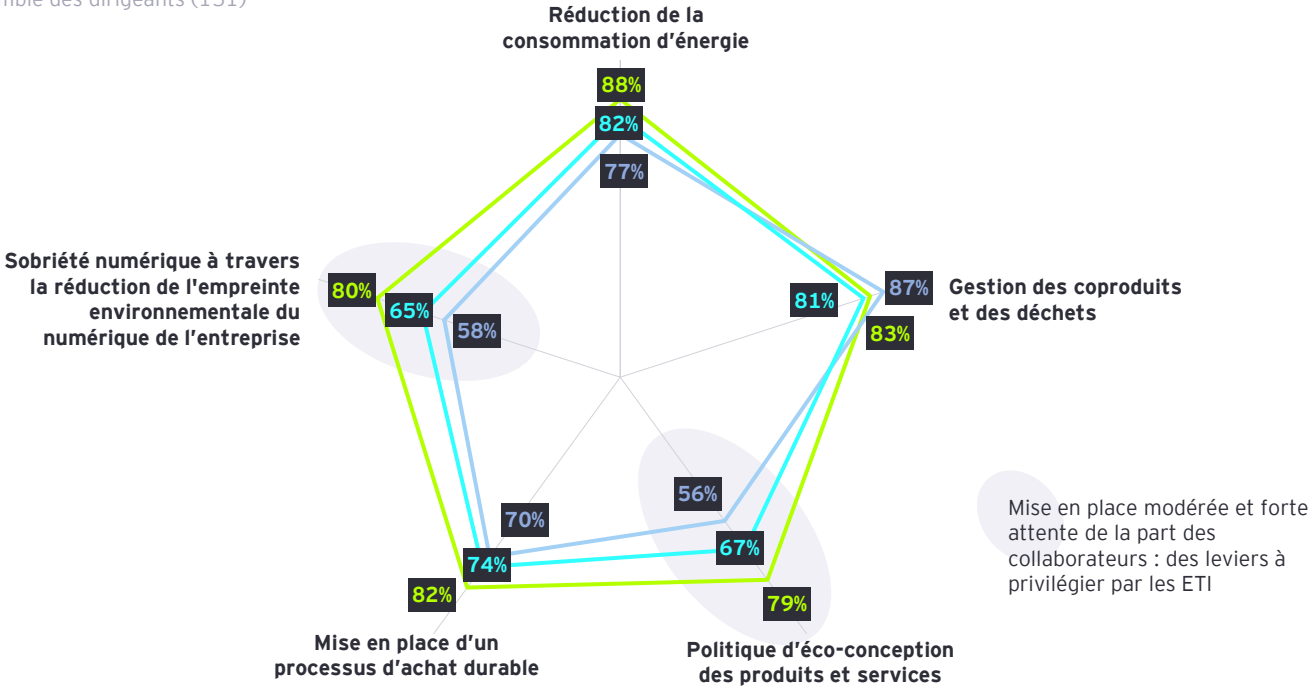 des dirigeants (131)
Réduction de la
consommation d'énergie
88%
82%
77%
Sobriété numérique à travers
la réduction de l'empreinte
environnementale du
numérique de l'entreprise
80%
65%
58%
81%
87%
83%
Gestion des coproduits
et des déchets
56%
67%
79%
70%
74%
82%
Mise en place modérée et forte
attente de la part des
collaborateurs : des leviers à
privilégier par les ETI
Mise en place d'un
processus d'achat durable
Politique d'éco-conception
des produits et services